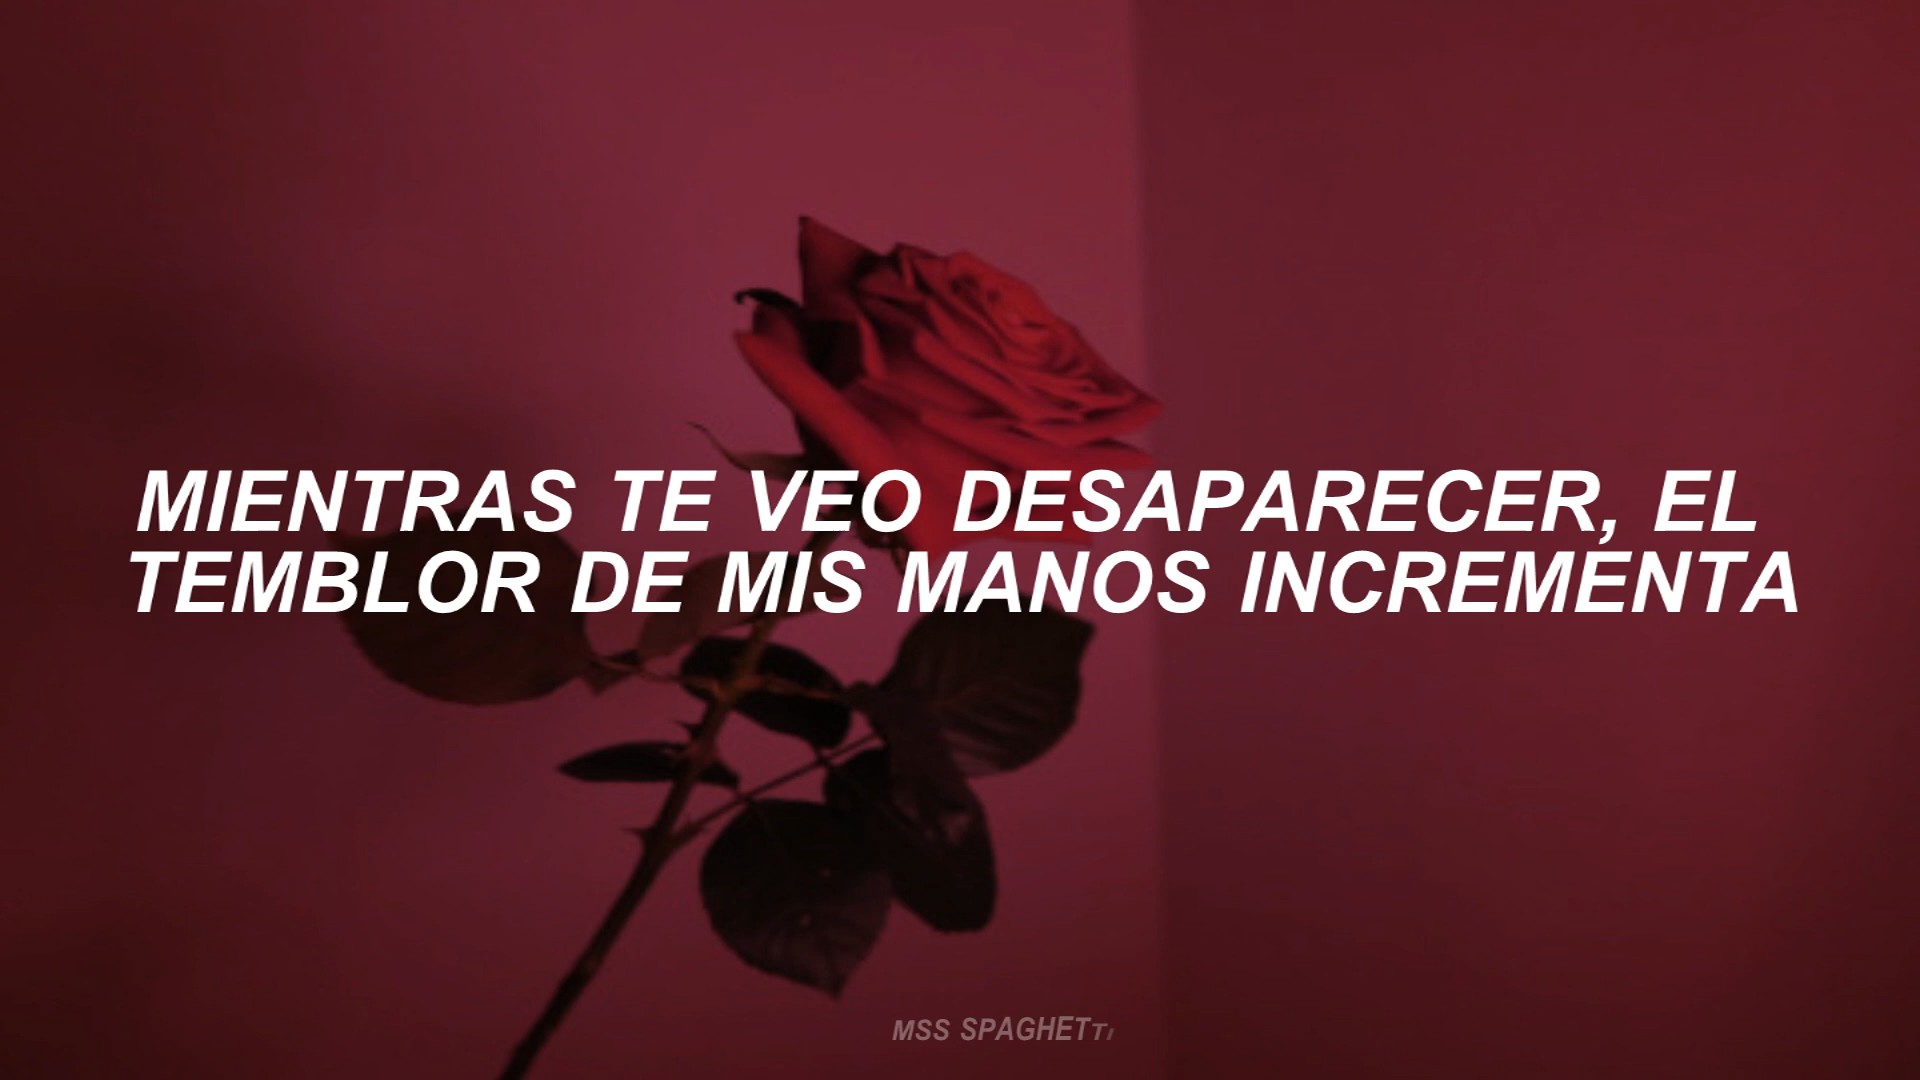 MIENTRAS TE VEO DESAPARECER, EL
TEMBLOR DE MIS MANOS INCREMENTA
MSS SPAGHETTI